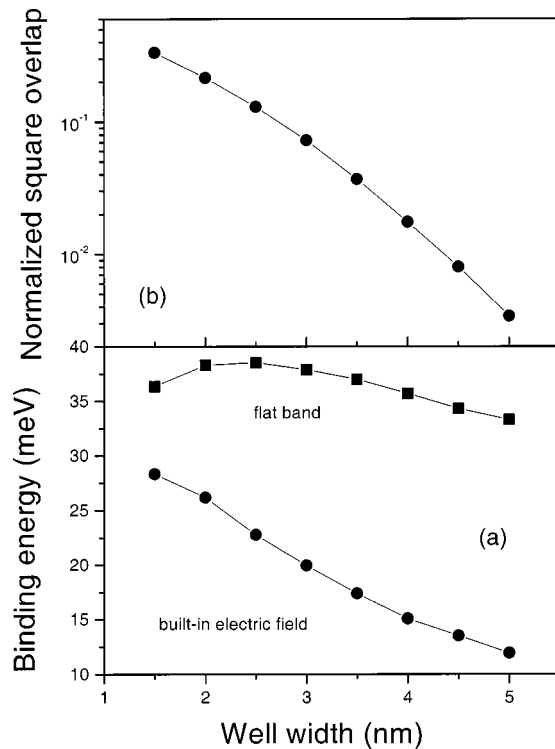 Normalized square overlap
10⁻¹
10⁻²
(b)
Binding energy (meV)
40
35
30
25
20
15
10
flat band
(a)
built-in electric field
1 2 3 4 5
Well width (nm)